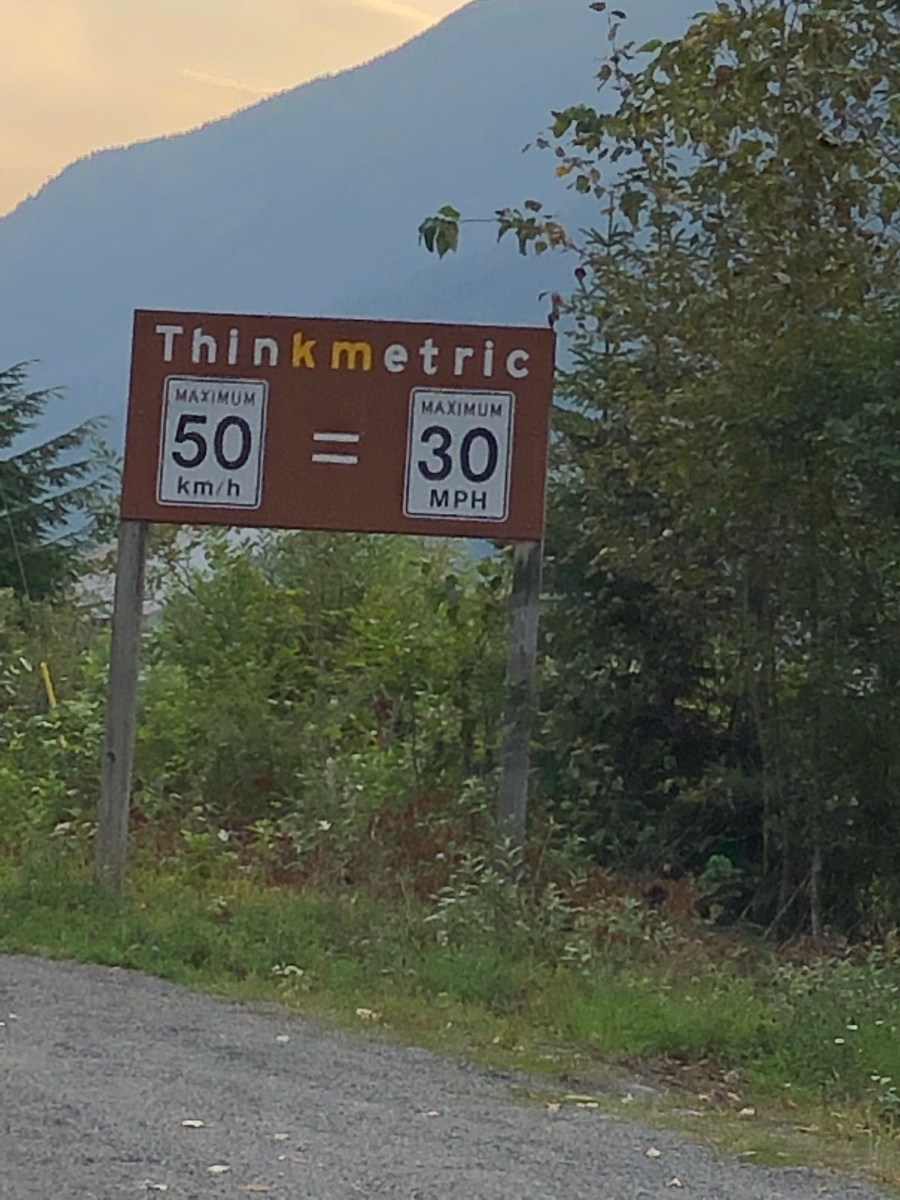 Thinkmetric
MAXIMUM
50
km/h
=
MAXIMUM
30
MPH